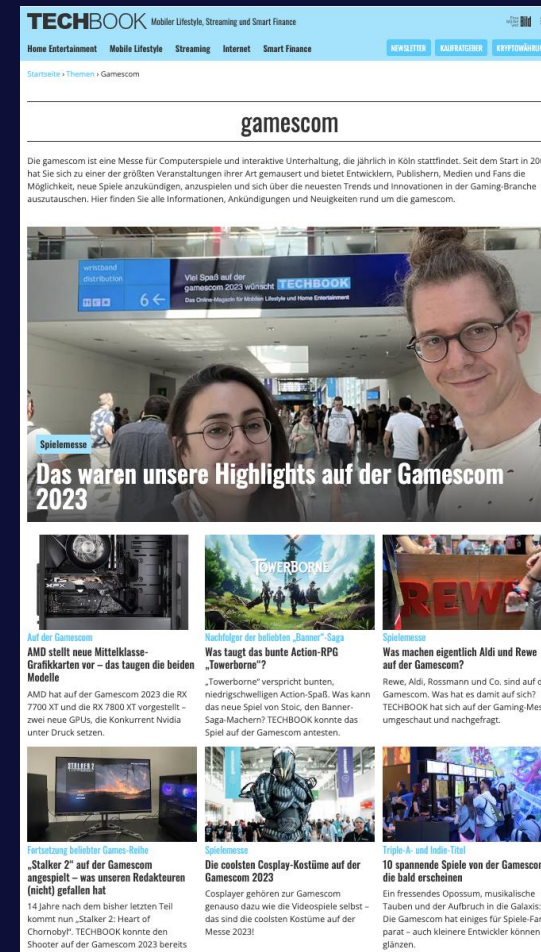 TECHBOOK Mobiler Lifestyle, Streaming und Smart Finance
Bild
Home Entertainment Mobile Lifestyle Streaming Internet Smart Finance
NEWSLETTER KAUFRATGEBER KRYPTOWÄHRUN
Startseite › Themen › Gamescom
gamescom
Die gamescom ist eine Messe für Computerspiele und interaktive Unterhaltung, die jährlich in Köln stattfindet. Seit dem Start in 200
hat Sie sich zu einer der größten Veranstaltungen ihrer Art gemausert und bietet Entwicklern, Publishern, Medien und Fans die
Möglichkeit, neue Spiele anzukündigen, anzuspielen und sich über die neuesten Trends und Innovationen in der Gaming-Branche
auszutauschen. Hier finden Sie alle Informationen, Ankündigungen und Neuigkeiten rund um die gamescom.
wristband
distribution
6 ←
Viel Spaß auf der
gamescom 2023 wünscht TECHBOOK
Das Online-Magazin für Mobilen Lifestyle und Home Entertainment
Spielemesse
Das waren unsere Highlights auf der Gamescom
2023
XFX
Auf der Gamescom
AMD stellt neue Mittelklasse-
Grafikkarten vor – das taugen die beiden
Modelle
AMD hat auf der Gamescom 2023 die RX
7700 XT und die RX 7800 XT vorgestellt –
zwei neue GPUs, die Konkurrent Nvidia
unter Druck setzen.
TOWERBORNE
Nachfolger der beliebten „Banner“-Saga
Was taugt das bunte Action-RPG
„Towerborne“?
„Towerborne“ verspricht bunten,
niedrigschwelligen Action-Spaß. Was kann
das neue Spiel von Stoic, den Banner-
Saga-Machern? TECHBOOK konnte das
Spiel auf der Gamescom antesten.
REW
Spielemesse
Was machen eigentlich Aldi und Rewe
auf der Gamescom?
Rewe, Aldi, Rossmann und Co. sind auf d
Gamescom. Was hat es damit auf sich?
TECHBOOK hat sich auf der Gaming-Mes
umgeschaut und nachgefragt.
STALKER 2
Fortsetzung beliebter Games-Reihe
„Stalker 2“ auf der Gamescom
angespielt – was unseren Redakteuren
(nicht) gefallen hat
14 Jahre nach dem bisher letzten Teil
kommt nun „Stalker 2: Heart of
Chornobyl“. TECHBOOK konnte den
Shooter auf der Gamescom 2023 bereits
Spielemesse
Die coolsten Cosplay-Kostüme auf der
Gamescom 2023
Cosplayer gehören zur Gamescom
genauso dazu wie die Videospiele selbst –
das sind die coolsten Kostüme auf der
Messe 2023!
Triple-A- und Indie-Titel
10 spannende Spiele von der Gamescom
die bald erscheinen
Ein fressendes Opossum, musikalische
Tauben und der Aufbruch in die Galaxis:
Die Gamescom hat einiges für Spiele-Fan
parat – auch kleinere Entwickler können
glänzen.